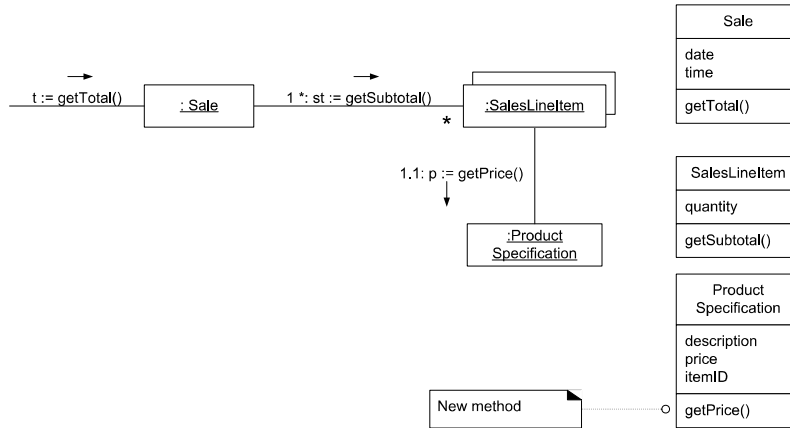 t := getTotal()
: Sale
1 *: st := getSubtotal()
:SalesLineItem
*
1.1: p := getPrice()
:Product
Specification
Sale
date
time
getTotal()
SalesLineItem
quantity
getSubtotal()
Product
Specification
description
price
itemID
getPrice()
New method